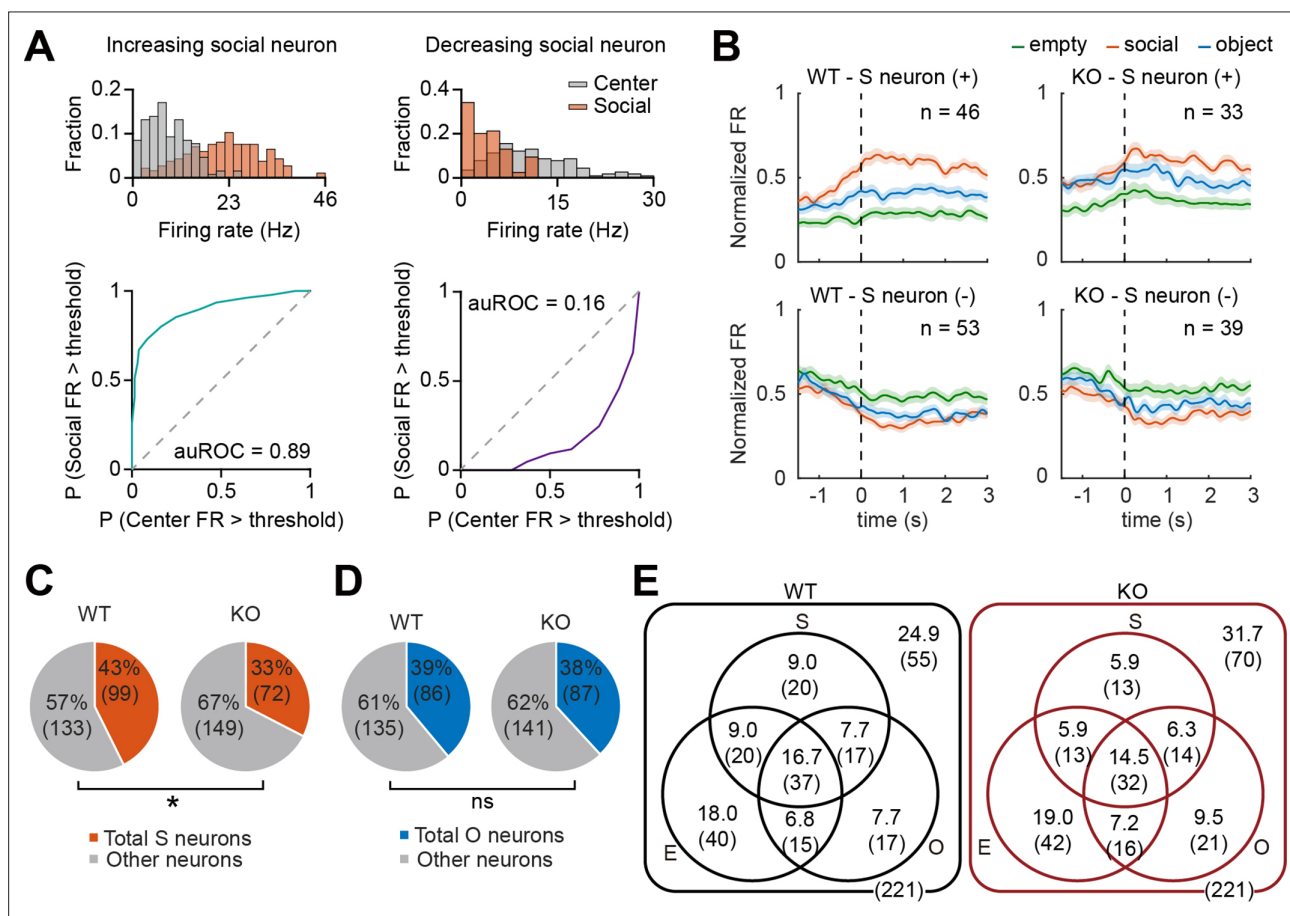 A
Increasing social neuron
Fraction
0.2
0.1
0
0
23
46
Firing rate (Hz)
Decreasing social neuron
Center
Social
Fraction
0.4
0.2
0
0
15
30
Firing rate (Hz)
P (Social FR > threshold)
1
0.5
0
auROC = 0.89
0
0.5
1
P (Center FR > threshold)
P (Social FR > threshold)
1
0.5
0
auROC = 0.16
0
0.5
1
P (Center FR > threshold)
B
empty
social
object
WT - S neuron (+)
n = 46
Normalized FR
1
0.5
0
KO - S neuron (+)
n = 33
Normalized FR
1
0.5
0
WT - S neuron (-)
n = 53
Normalized FR
1
0.5
0
-1
0
1
2
3
time (s)
KO - S neuron (-)
n = 39
Normalized FR
1
0.5
0
-1
0
1
2
3
time (s)
C
WT
43%
(99)
57%
(133)
KO
33%
(72)
67%
(149)
*
Total S neurons
Other neurons
D
WT
39%
(86)
61%
(135)
KO
38%
(87)
62%
(141)
ns
Total O neurons
Other neurons
E
WT
S
24.9
(55)
9.0
(20)
9.0
(20)
7.7
(17)
16.7
(37)
18.0
(40)
6.8
(15)
7.7
(17)
E
O
(221)
KO
S
31.7
(70)
5.9
(13)
5.9
(13)
6.3
(14)
14.5
(32)
19.0
(42)
7.2
(16)
9.5
(21)
E
O
(221)